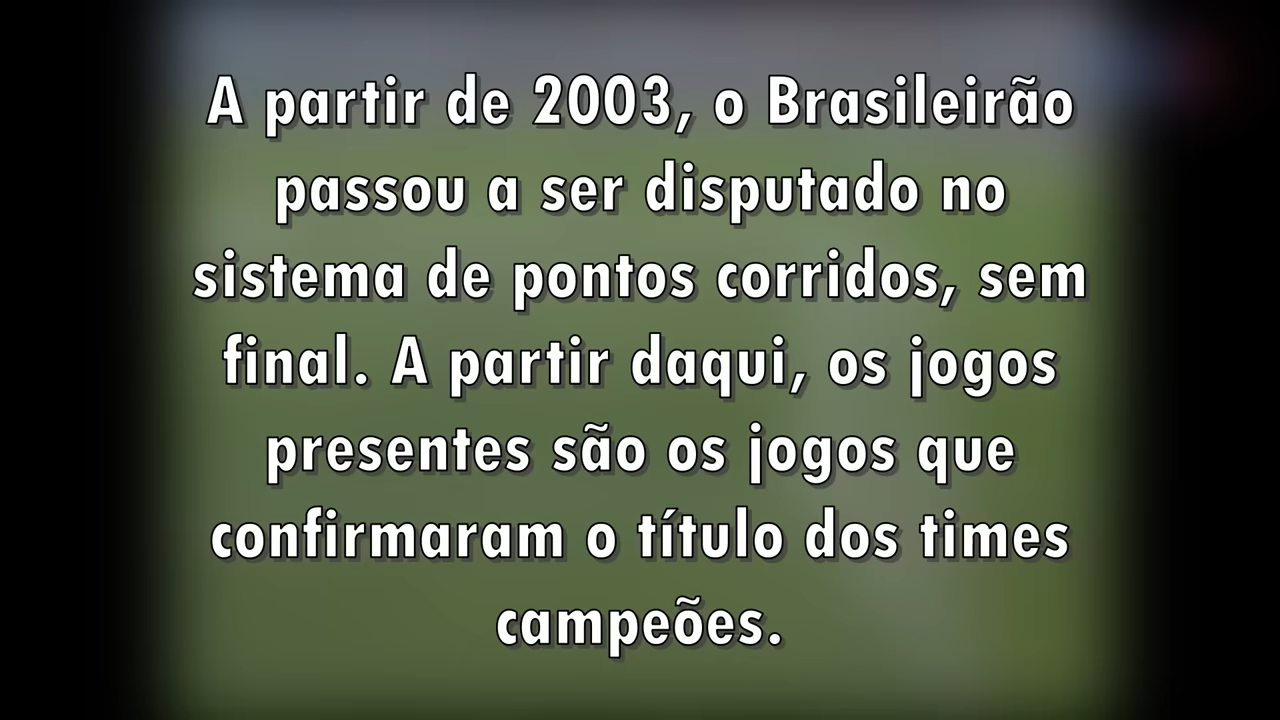 A partir de 2003, o Brasileirão
passou a ser disputado no
sistema de pontos corridos, sem
final. A partir daqui, os jogos
presentes são os jogos que
confirmaram o título dos times
campeões.